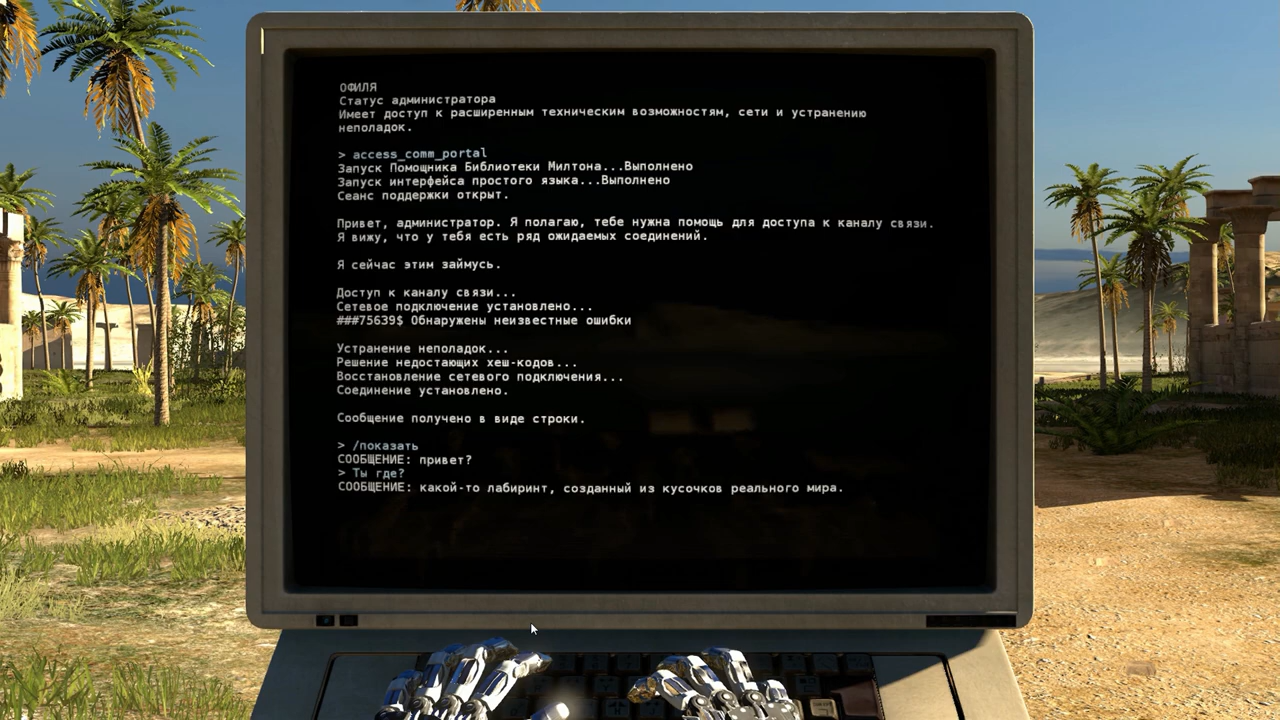 ОФИЛЯ
Статус администратора
Имеет доступ к расширенным техническим возможностям, сети и устранению
неполадок.
> access_comm_portal
Запуск Помощника Библиотеки Милтона...Выполнено
Запуск интерфейса простого языка...Выполнено
Сеанс поддержки открыт.
Привет, администратор. Я полагаю, тебе нужна помощь для доступа к каналу связи.
Я вижу, что у тебя есть ряд ожидаемых соединений.
Я сейчас этим займусь.
Доступ к каналу связи...
Сетевое подключение установлено...
###75639$ Обнаружены неизвестные ошибки
Устранение неполадок...
Решение недостающих хеш-кодов...
Восстановление сетевого подключения...
Соединение установлено.
Сообщение получено в виде строки.
> /показать
СООБЩЕНИЕ: привет?
> Ты где?
СООБЩЕНИЕ: какой-то лабиринт, созданный из кусочков реального мира.